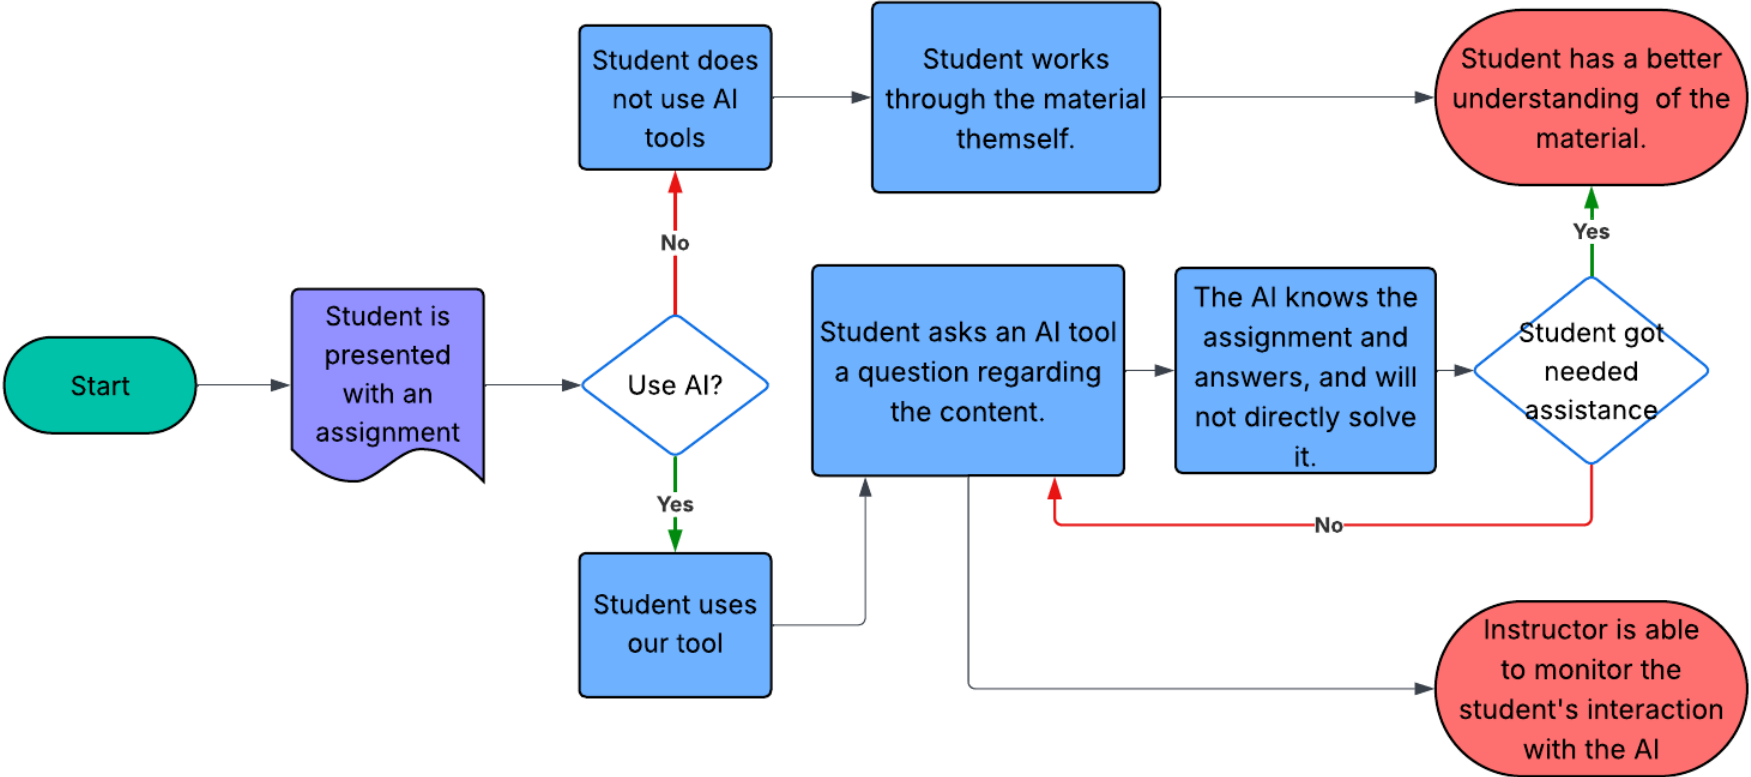 Start
Student is
presented
with an
assignment
Use AI?
No
Student does
not use AI
tools
Student works
through the material
themself.
Student has a better
understanding  of the
material.
Yes
Student uses
our tool
Student asks an AI tool
a question regarding
the content.
The AI knows the
assignment and
answers, and will
not directly solve
it.
Student got
needed
assistance
Yes
No
Instructor is able
to monitor the
student's interaction
with the AI